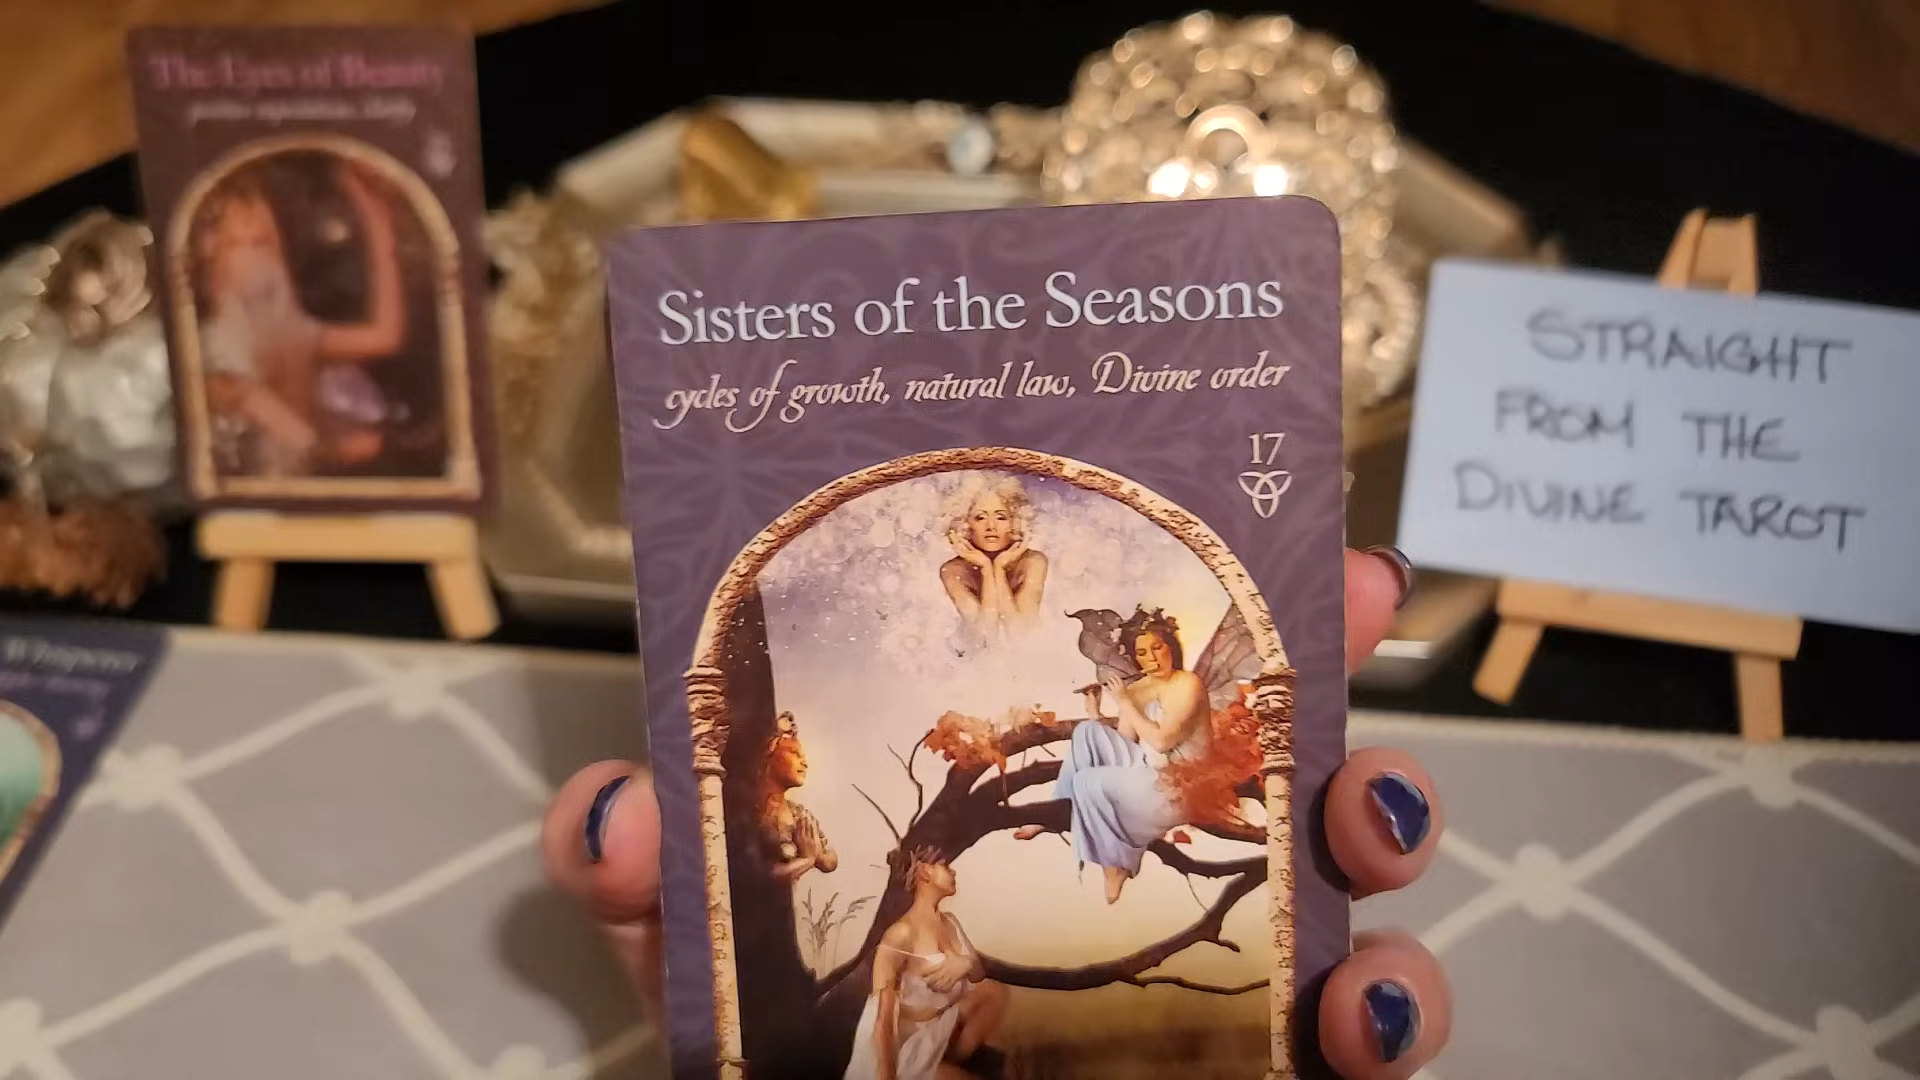 The Eyes of Beauty
Sisters of the Seasons
cycles of growth, natural law, Divine order
17
STRAIGHT
FROM THE
DIVINE TAROT
Whisperer